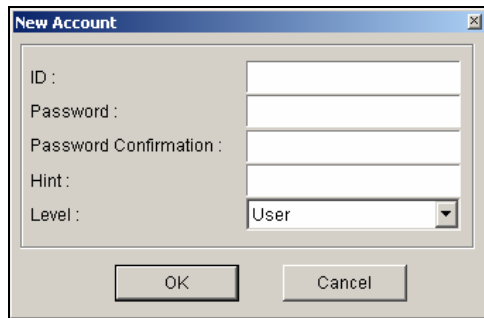 New Account
ID :
Password :
Password Confirmation :
Hint :
Level : User
OK Cancel